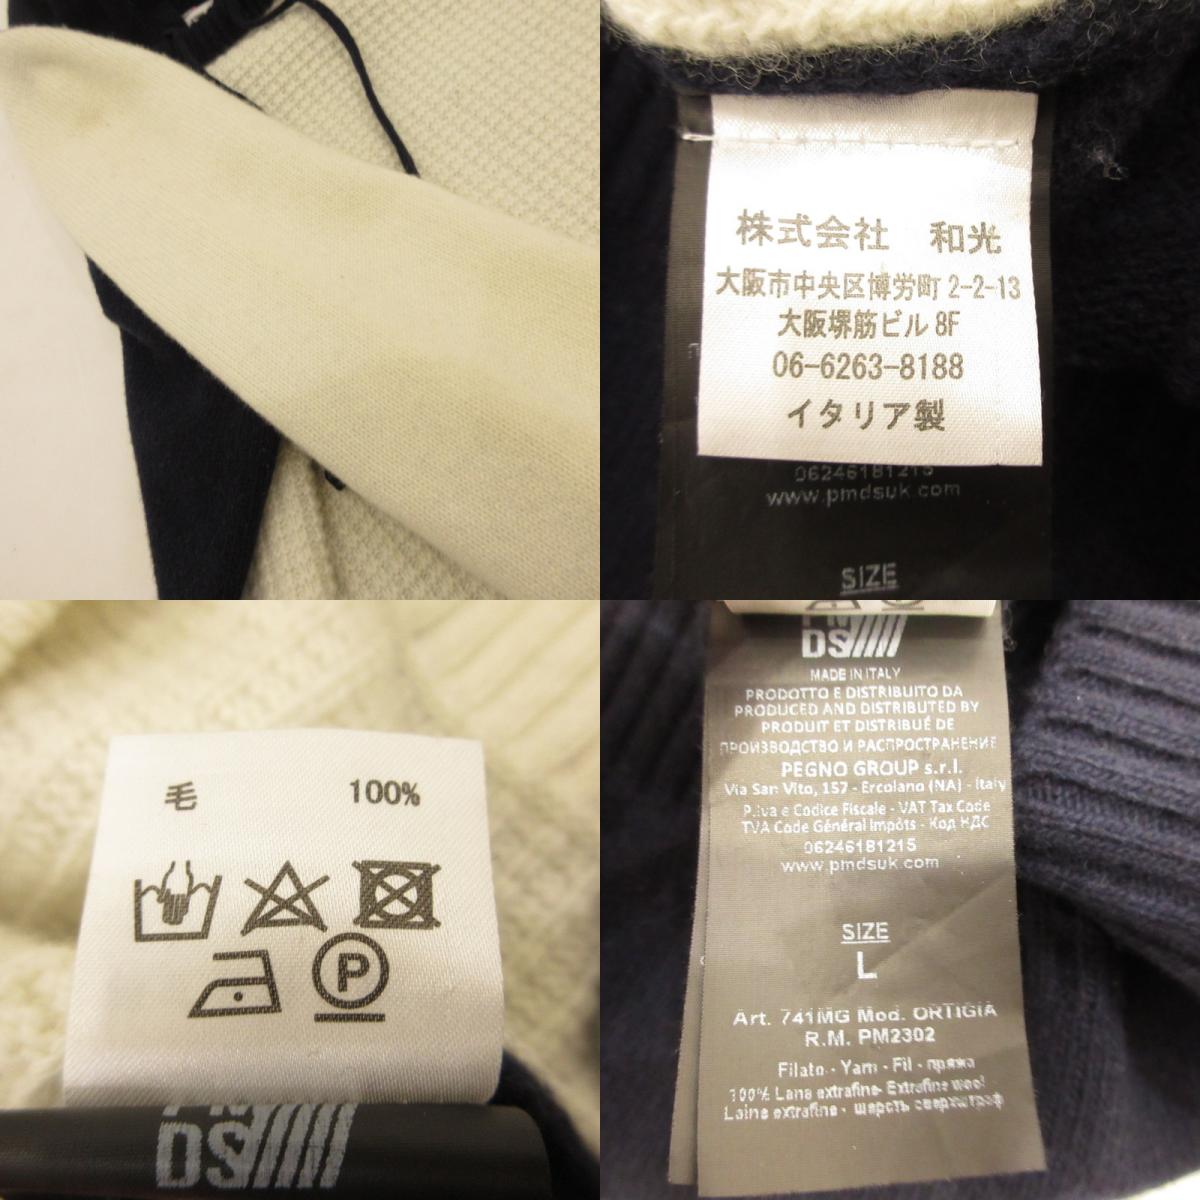 株式会社 和光
大阪市中央区博労町 2-2-13
大阪堺筋ビル 8F
06-6263-8188
イタリア製
06246181215
www.pmdsuk.com
SIZE
毛 100%
P
PM
DS
PM
DS
MADE IN ITALY
PRODOTTO E DISTRIBUITO DA
PRODUCED AND DISTRIBUTED BY
PRODUIT ET DISTRIBUÉ DE
ПРОИЗВОДСТВО И РАСПРОСТРАНЕНИЕ
PEGNO GROUP s.r.l.
Via San Vito, 157 - Ercolano (NA) - Italy
P.iva e Codice Fiscale - VAT Tax Code
TVA Code Général Impôts - Код НДС
06246181215
www.pmdsuk.com
SIZE
L
Art. 741MG Mod. ORTIGIA
R.M. PM2302
Filato - Yarn - Fil - пряжа
100% Lana extrafine- Extrafine wool
Laine extrafine - шерсть